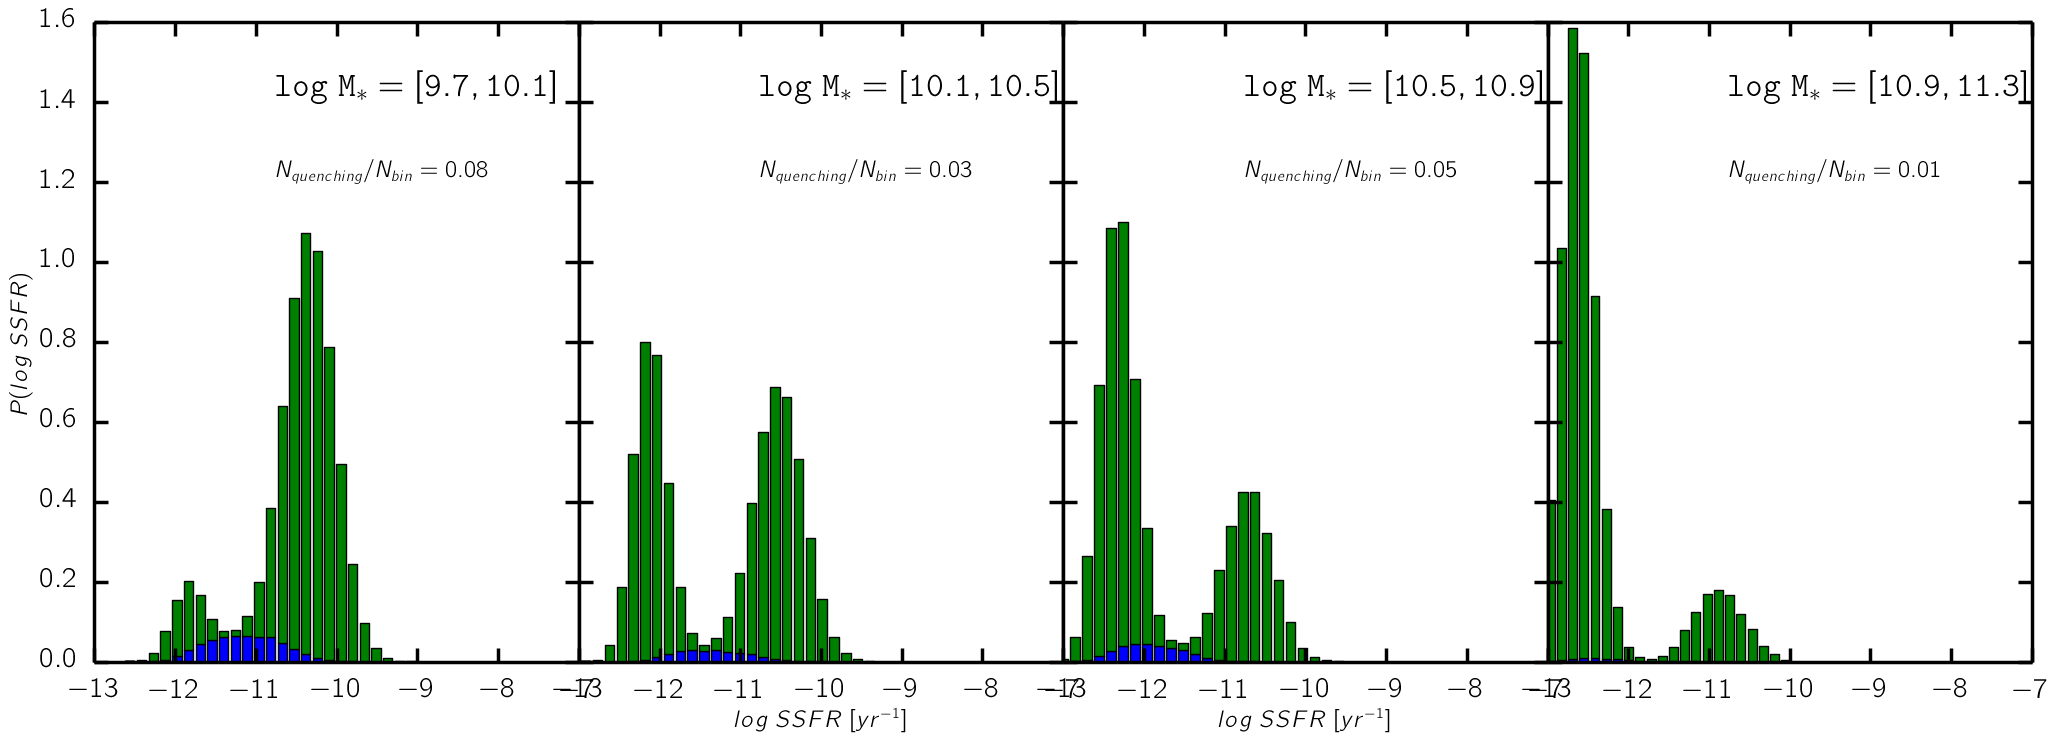 log M* = [9.7, 10.1]
log M* = [10.1, 10.5]
log M* = [10.5, 10.9]
log M* = [10.9, 11.3]
N_quenching/N_bin = 0.08
N_quenching/N_bin = 0.03
N_quenching/N_bin = 0.05
N_quenching/N_bin = 0.01
P(log SSFR)
1.6
1.4
1.2
1.0
0.8
0.6
0.4
0.2
0.0
−13 −12 −11 −10 −9 −8 −7
−13 −12 −11 −10 −9 −8 −7
−13 −12 −11 −10 −9 −8 −7
−13 −12 −11 −10 −9 −8 −7
log SSFR [yr⁻¹]
log SSFR [yr⁻¹]